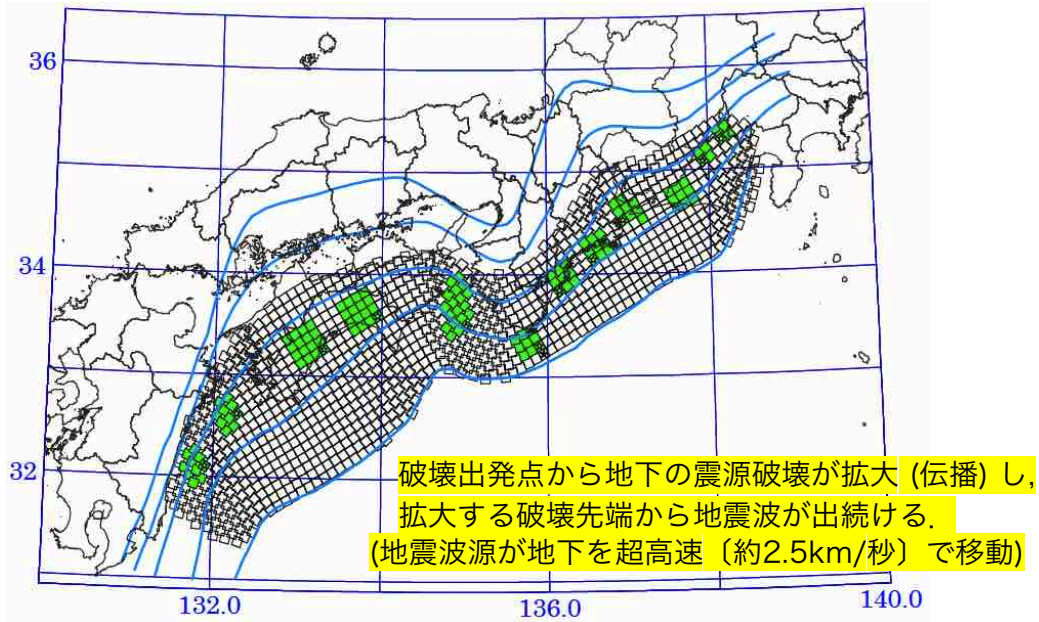 36
34
32
破壊出発点から地下の震源破壊が拡大 (伝播) し,
拡大する破壊先端から地震波が出続ける.
(地震波源が地下を超高速〔約2.5km/秒〕で移動)
132.0
136.0
140.0